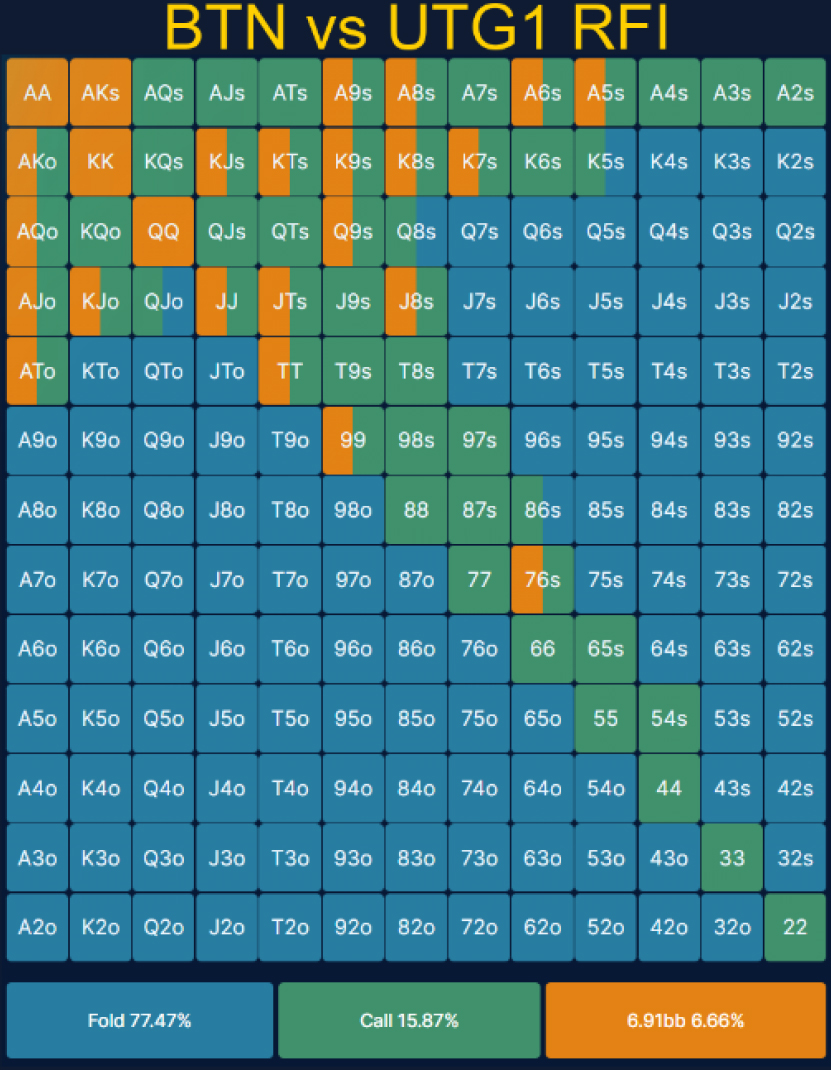 BTN vs UTG1 RFI
AA AKs AQs AJs ATs A9s A8s A7s A6s A5s A4s A3s A2s
AKo KK KQs KJs KTs K9s K8s K7s K6s K5s K4s K3s K2s
AQo KQo QQ QJs QTs Q9s Q8s Q7s Q6s Q5s Q4s Q3s Q2s
AJo KJo QJo JJ JTs J9s J8s J7s J6s J5s J4s J3s J2s
ATo KTo QTo JTo TT T9s T8s T7s T6s T5s T4s T3s T2s
A9o K9o Q9o J9o T9o 99 98s 97s 96s 95s 94s 93s 92s
A8o K8o Q8o J8o T8o 98o 88 87s 86s 85s 84s 83s 82s
A7o K7o Q7o J7o T7o 97o 87o 77 76s 75s 74s 73s 72s
A6o K6o Q6o J6o T6o 96o 86o 76o 66 65s 64s 63s 62s
A5o K5o Q5o J5o T5o 95o 85o 75o 65o 55 54s 53s 52s
A4o K4o Q4o J4o T4o 94o 84o 74o 64o 54o 44 43s 42s
A3o K3o Q3o J3o T3o 93o 83o 73o 63o 53o 43o 33 32s
A2o K2o Q2o J2o T2o 92o 82o 72o 62o 52o 42o 32o 22
Fold 77.47% Call 15.87% 6.91bb 6.66%